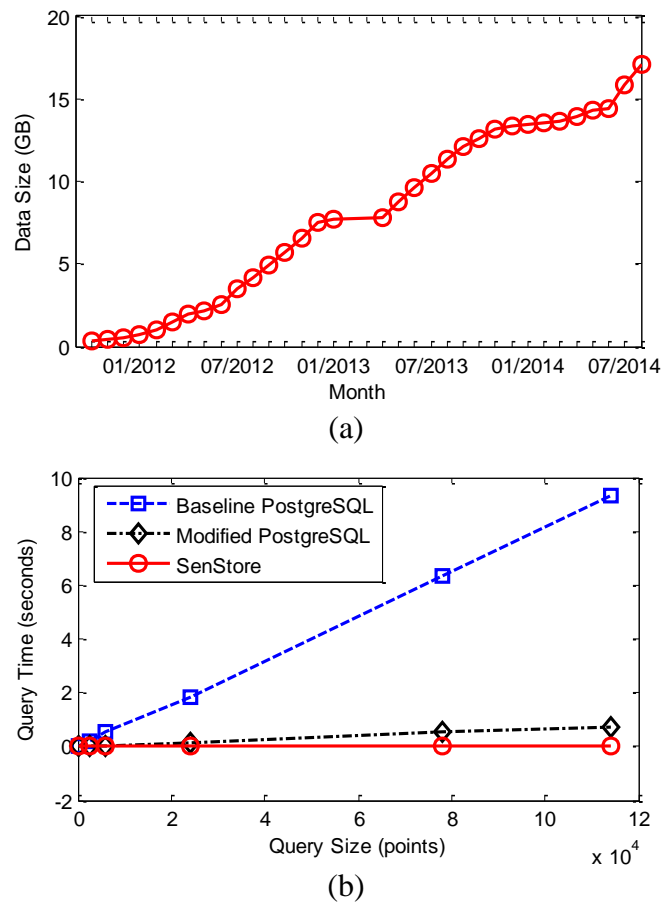 20
15
10
5
0
Data Size (GB)
01/2012 07/2012 01/2013 07/2013 01/2014 07/2014
Month
(a)
10
8
6
4
2
0
-2
Query Time (seconds)
Baseline PostgreSQL
Modified PostgreSQL
SenStore
0 2 4 6 8 10 12
x 10^4
Query Size (points)
(b)